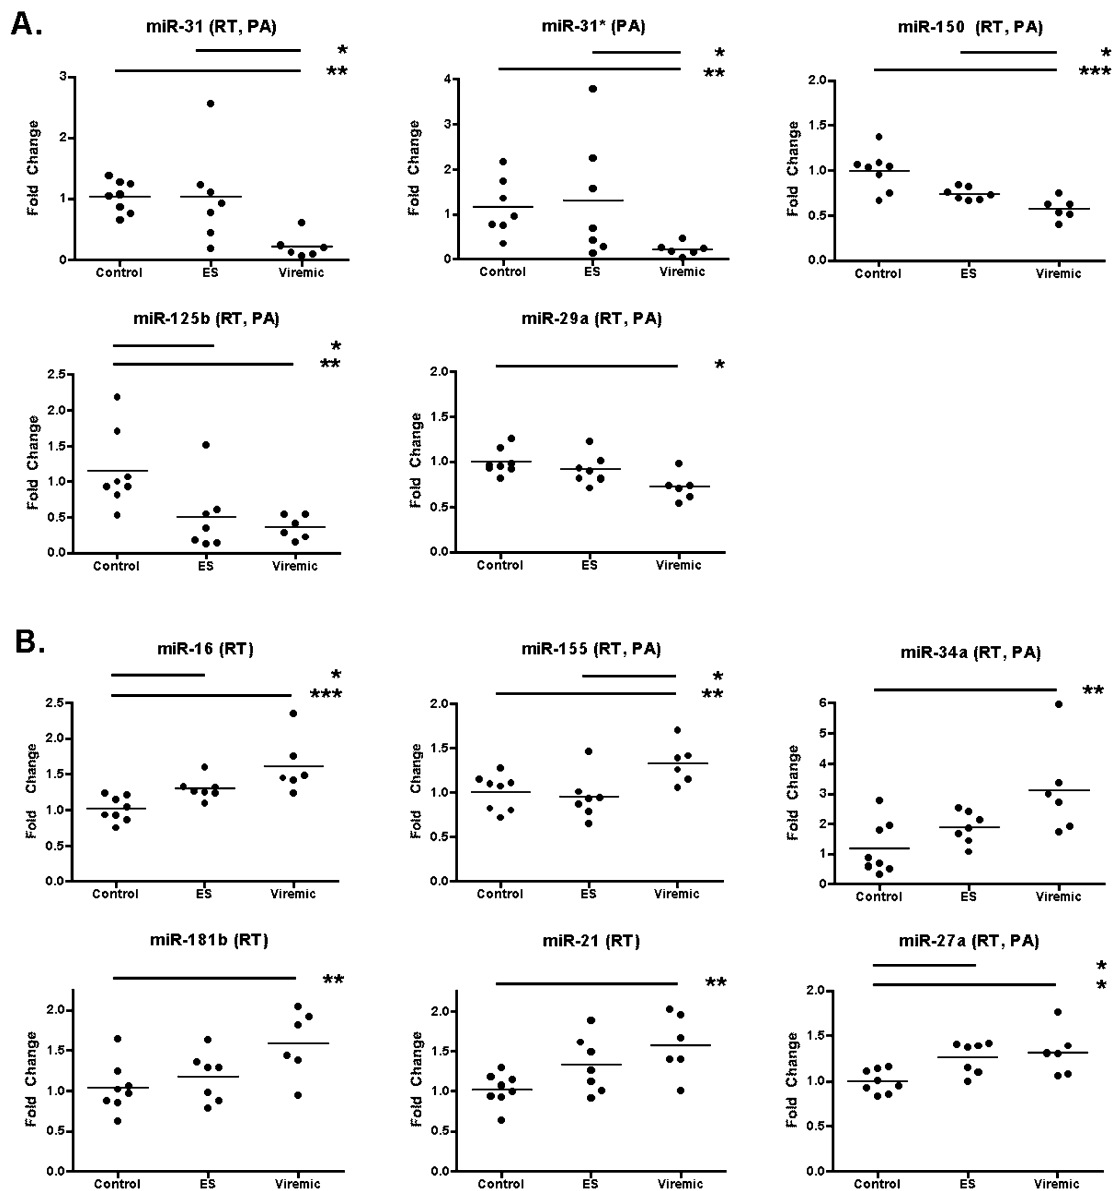 A.
miR-31 (RT, PA)
*
**
Fold Change
3
2
1
0
Control ES Viremic
miR-31* (PA)
*
**
Fold Change
4
3
2
1
0
Control ES Viremic
miR-150 (RT, PA)
*
***
Fold Change
2.0
1.5
1.0
0.5
0.0
Control ES Viremic
miR-125b (RT, PA)
*
**
Fold Change
2.5
2.0
1.5
1.0
0.5
0.0
Control ES Viremic
miR-29a (RT, PA)
*
Fold Change
2.0
1.5
1.0
0.5
0.0
Control ES Viremic
B.
miR-16 (RT)
*
***
Fold Change
2.5
2.0
1.5
1.0
0.5
0.0
Control ES Viremic
miR-155 (RT, PA)
*
**
Fold Change
2.0
1.5
1.0
0.5
0.0
Control ES Viremic
miR-34a (RT, PA)
**
Fold Change
6
5
4
3
2
1
0
Control ES Viremic
miR-181b (RT)
**
Fold Change
2.0
1.5
1.0
0.5
0.0
Control ES Viremic
miR-21 (RT)
**
Fold Change
2.0
1.5
1.0
0.5
0.0
Control ES Viremic
miR-27a (RT, PA)
*
*
Fold Change
2.0
1.5
1.0
0.5
0.0
Control ES Viremic